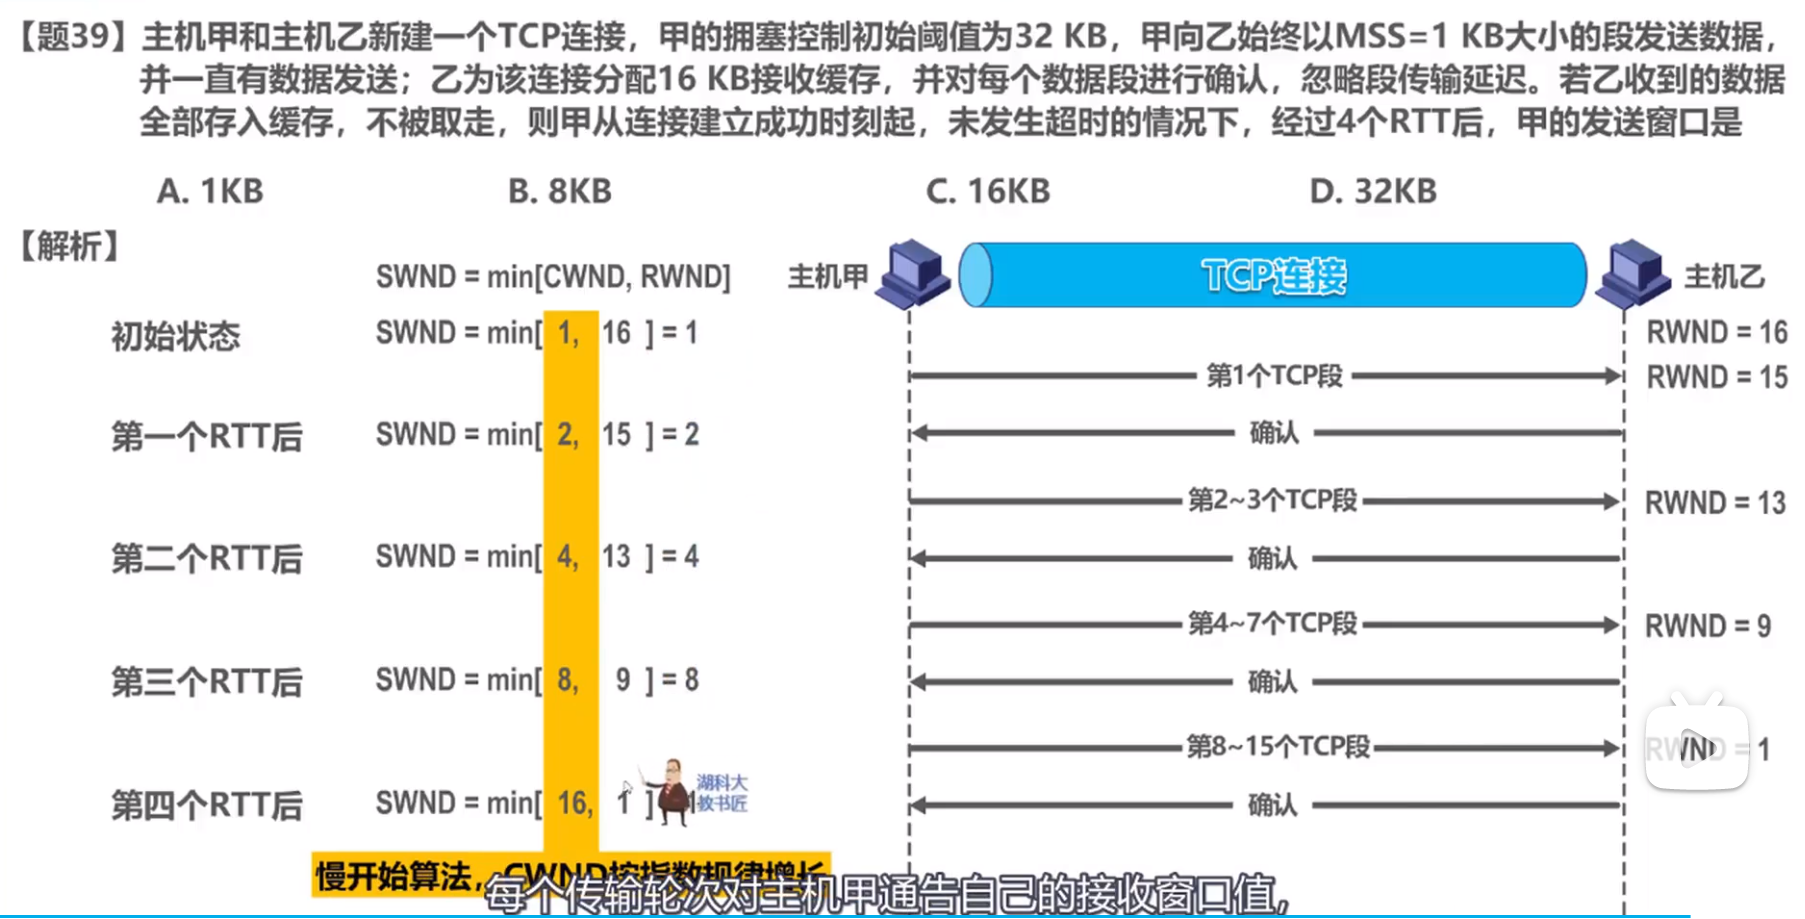 【题39】主机甲和主机乙新建一个TCP连接，甲的拥塞控制初始阈值为32 KB，甲向乙始终以MSS=1 KB大小的段发送数据，
并一直有数据发送；乙为该连接分配16 KB接收缓存，并对每个数据段进行确认，忽略段传输延迟。若乙收到的数据
全部存入缓存，不被取走，则甲从连接建立成功时刻起，未发生超时的情况下，经过4个RTT后，甲的发送窗口是
A. 1KB B. 8KB C. 16KB D. 32KB
【解析】
SWND = min[CWND, RWND] 主机甲 TCP连接 主机乙
初始状态 SWND = min[ 1, 16 ] = 1 RWND = 16
第1个TCP段 RWND = 15
第一个RTT后 SWND = min[ 2, 15 ] = 2 确认
第2~3个TCP段 RWND = 13
第二个RTT后 SWND = min[ 4, 13 ] = 4 确认
第4~7个TCP段 RWND = 9
第三个RTT后 SWND = min[ 8, 9 ] = 8 确认
第8~15个TCP段 RWND = 1
湖科大
教书匠
第四个RTT后 SWND = min[ 16, 1 ] 1 确认
慢开始算法，CWND按指数规律增长
每个传输轮次对主机甲通告自己的接收窗口值，